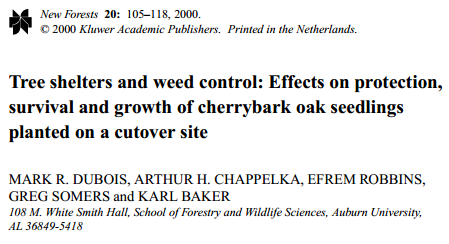 New Forests 20: 105–118, 2000.
© 2000 Kluwer Academic Publishers. Printed in the Netherlands.
Tree shelters and weed control: Effects on protection,
survival and growth of cherrybark oak seedlings
planted on a cutover site
MARK R. DUBOIS, ARTHUR H. CHAPPELKA, EFREM ROBBINS,
GREG SOMERS and KARL BAKER
108 M. White Smith Hall, School of Forestry and Wildlife Sciences, Auburn University,
AL 36849-5418